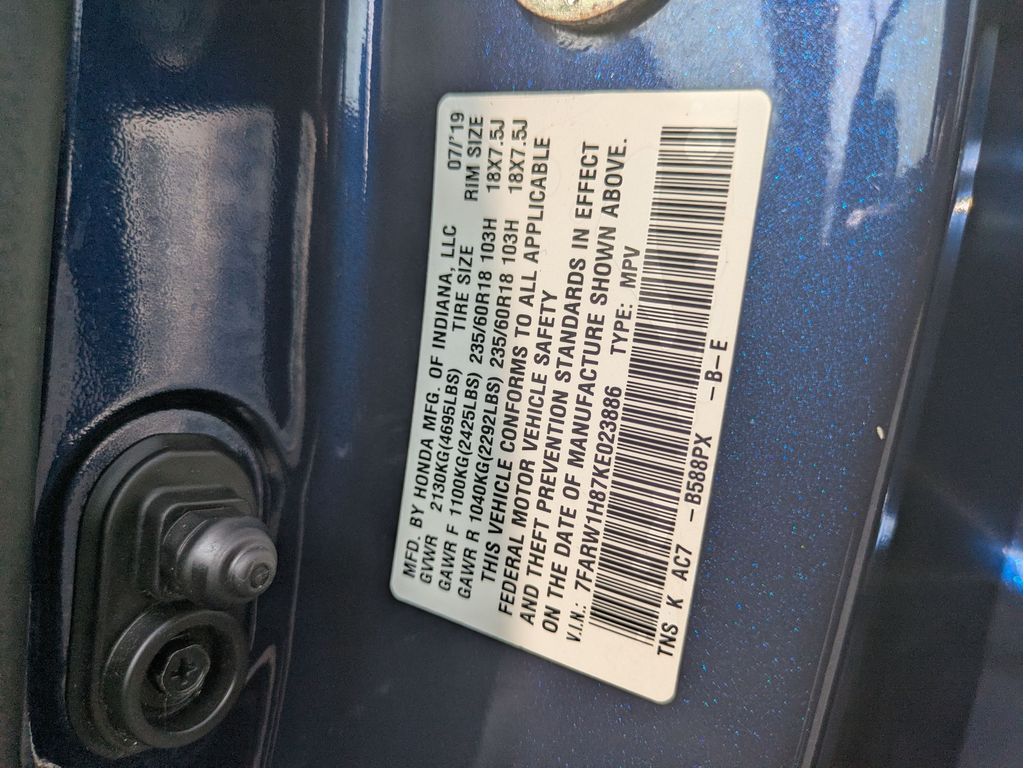 MFD. BY HONDA MFG. OF INDIANA, LLC 07/'19
GVWR 2130KG(4695LBS) TIRE SIZE RIM SIZE
GAWR F 1100KG(2425LBS) 235/60R18 103H 18X7.5J
GAWR R 1040KG(2292LBS) 235/60R18 103H 18X7.5J
THIS VEHICLE CONFORMS TO ALL APPLICABLE
FEDERAL MOTOR VEHICLE SAFETY
AND THEFT PREVENTION STANDARDS IN EFFECT
ON THE DATE OF MANUFACTURE SHOWN ABOVE.
V.I.N.: 7FARW1H87KE023886 TYPE: MPV
TNS K AC7 -B588PX -B-E